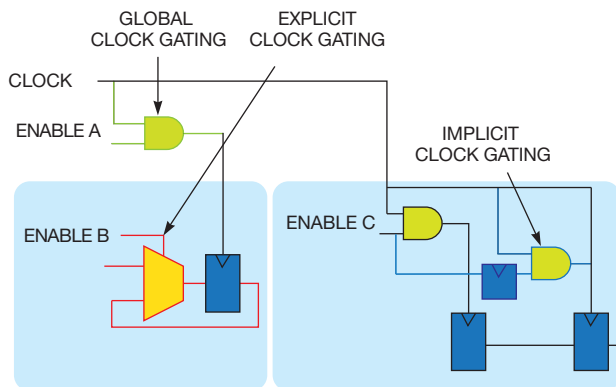 GLOBAL
CLOCK GATING
EXPLICIT
CLOCK GATING
CLOCK
ENABLE A
IMPLICIT
CLOCK GATING
ENABLE B
ENABLE C